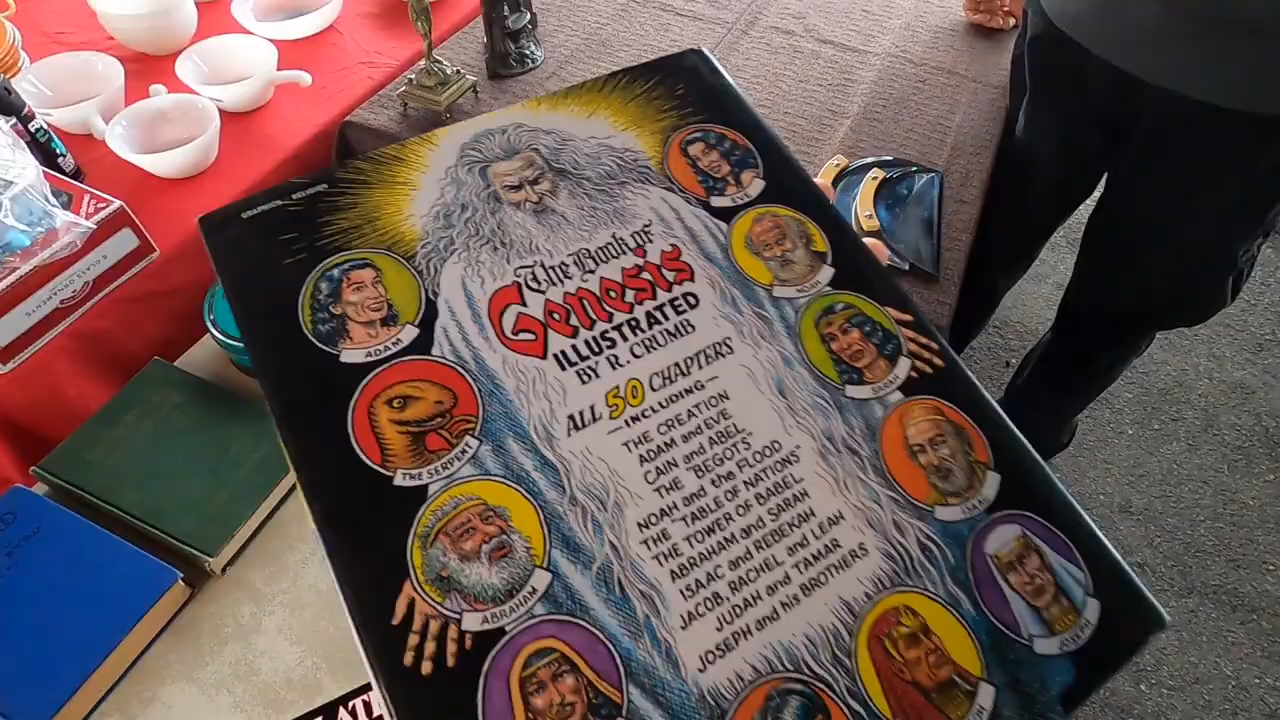 The Book of
Genesis
ILLUSTRATED
BY R. CRUMB
ALL 50 CHAPTERS
—INCLUDING—
THE CREATION
ADAM and EVE
CAIN and ABEL
THE "BEGOTS"
NOAH and the FLOOD
THE "TABLE OF NATIONS"
THE TOWER OF BABEL
ABRAHAM and SARAH
ISAAC and REBEKAH
JACOB, RACHEL and LEAH
JUDAH and TAMAR
JOSEPH and his BROTHERS
ADAM
THE SERPENT
ABRAHAM
EVE
NOAH
SARAH
JOSEPH
GLASS ORNAMENTS